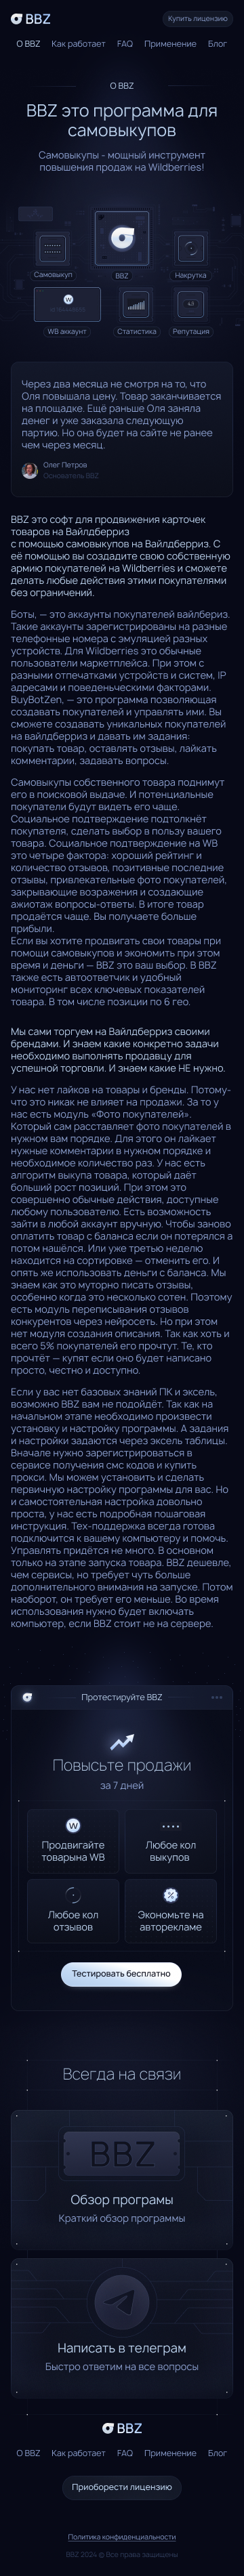 BBZ
Купить лицензию
О BBZ Как работает FAQ Применение Блог
О BBZ
BBZ это программа для
самовыкупов
Самовыкупы - мощный инструмент
повышения продаж на Wildberries!
Самовыкуп
BBZ
Накрутка
W
4,8
WB аккаунт
Статистика
Репутация
Через два месяца не смотря на то, что
Оля повышала цену. Товар заканчивается
на площадке. Ещё раньше Оля заняла
денег и уже заказала следующую
партию. Но она будет на сайте не ранее
чем через месяц.
Олег Петров
Основатель BBZ
BBZ это софт для продвижения карточек
товаров на Вайлдберриз
с помощью самовыкупов на Вайлдберриз. С
её помощью вы создадите свою собственную
армию покупателей на Wildberries и сможете
делать любые действия этими покупателями
без ограничений.
Боты, — это аккаунты покупателей вайлбериз.
Такие аккаунты зарегистрированы на разные
телефонные номера с эмуляцией разных
устройств. Для Wildberries это обычные
пользователи маркетплейса. При этом с
разными отпечатками устройств и систем, IP
адресами и поведеньческими факторами.
BuyBotZen, — это программа позволяющая
создавать покупателей и управлять ими. Вы
сможете создавать уникальных покупателей
на вайлдберриз и давать им задания:
покупать товар, оставлять отзывы, лайкать
комментарии, задавать вопросы.
Самовыкупы собственного товара поднимут
его в поисковой выдаче. И потенциальные
покупатели будут видеть его чаще.
Социальное подтверждение подтолкнёт
покупателя, сделать выбор в пользу вашего
товара. Социальное подтверждение на WB
это четыре фактора: хороший рейтинг и
количество отзывов, позитивные последние
отзывы, привлекательные фото покупателей,
закрывающие возражения и создающие
ажиотаж вопросы-ответы. В итоге товар
продаётся чаще. Вы получаете больше
прибыли.
Если вы хотите продвигать свои товары при
помощи самовыкупов и экономить при этом
время и деньги — BBZ это ваш выбор. В BBZ
также есть автоответчик и удобный
мониторинг всех ключевых показателей
товара. В том числе позиции по 6 гео.
Мы сами торгуем на Вайлдберриз своими
брендами. И знаем какие конкретно задачи
необходимо выполнять продавцу для
успешной торговли. И знаем какие НЕ нужно.
У нас нет лайков на товары и бренды. Потому-
что это никак не влияет на продажи. За то у
нас есть модуль «Фото покупателей».
Который сам расставляет фото покупателей в
нужном вам порядке. Для этого он лайкает
нужные комментарии в нужном порядке и
необходимое количество раз. У нас есть
алгоритм выкупа товара, который даёт
больший рост позиций. При этом это
совершенно обычные действия, доступные
любому пользователю. Есть возможность
зайти в любой аккаунт вручную. Чтобы заново
оплатить товар с баланса если он потерялся а
потом нашёлся. Или уже третью неделю
находится на сортировке — отменить его. И
опять же использовать деньги с баланса. Мы
знаем как это муторно писать отзывы,
особенно когда это несколько сотен. Поэтому
есть модуль переписывания отзывов
конкурентов через нейросеть. Но при этом
нет модуля создания описания. Так как хоть и
всего 5% покупателей его прочтут. Те, кто
прочтёт — купят если оно будет написано
просто, честно и доступно.
Если у вас нет базовых знаний ПК и эксель,
возможно BBZ вам не подойдёт. Так как на
начальном этапе необходимо произвести
установку и настройку программы. А задания
и настройки задаются через эксель таблицы.
Вначале нужно зарегистрироваться в
сервисе получения смс кодов и купить
прокси. Мы можем установить и сделать
первичную настройку программы для вас. Но
и самостоятельная настройка довольно
проста, у нас есть подробная пошаговая
инструкция. Тех-поддержка всегда готова
подключится к вашему компьютеру и помочь.
Управлять придётся не много. В основном
только на этапе запуска товара. BBZ дешевле,
чем сервисы, но требует чуть больше
дополнительного внимания на запуске. Потом
наоборот, он требует его меньше. Во время
использования нужно будет включать
компьютер, если BBZ стоит не на сервере.
Протестируйте BBZ
Повысьте продажи
за 7 дней
W
Продвигайте
товарына WB
Любое кол
выкупов
Любое кол
отзывов
Экономьте на
авторекламе
Тестировать бесплатно
Всегда на связи
BBZ
Обзор програмы
Краткий обзор программы
Написать в телеграм
Быстро ответим на все вопросы
BBZ
О BBZ Как работает FAQ Применение Блог
Приоборести лицензию
Политика конфиденциальности
BBZ 2024 © Все права защищены